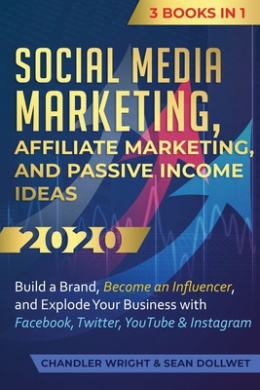 3 BOOKS IN 1
SOCIAL MEDIA
MARKETING,
AFFILIATE MARKETING,
AND PASSIVE INCOME
IDEAS
2020
Build a Brand, Become an Influencer,
and Explode Your Business with
Facebook, Twitter, YouTube & Instagram
CHANDLER WRIGHT & SEAN DOLLWET